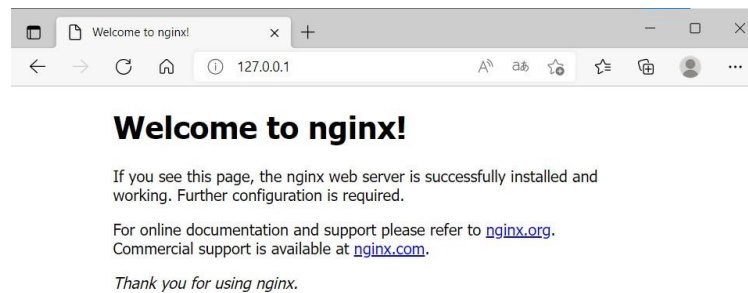 Welcome to nginx!
127.0.0.1
Welcome to nginx!
If you see this page, the nginx web server is successfully installed and
working. Further configuration is required.
For online documentation and support please refer to nginx.org.
Commercial support is available at nginx.com.
Thank you for using nginx.